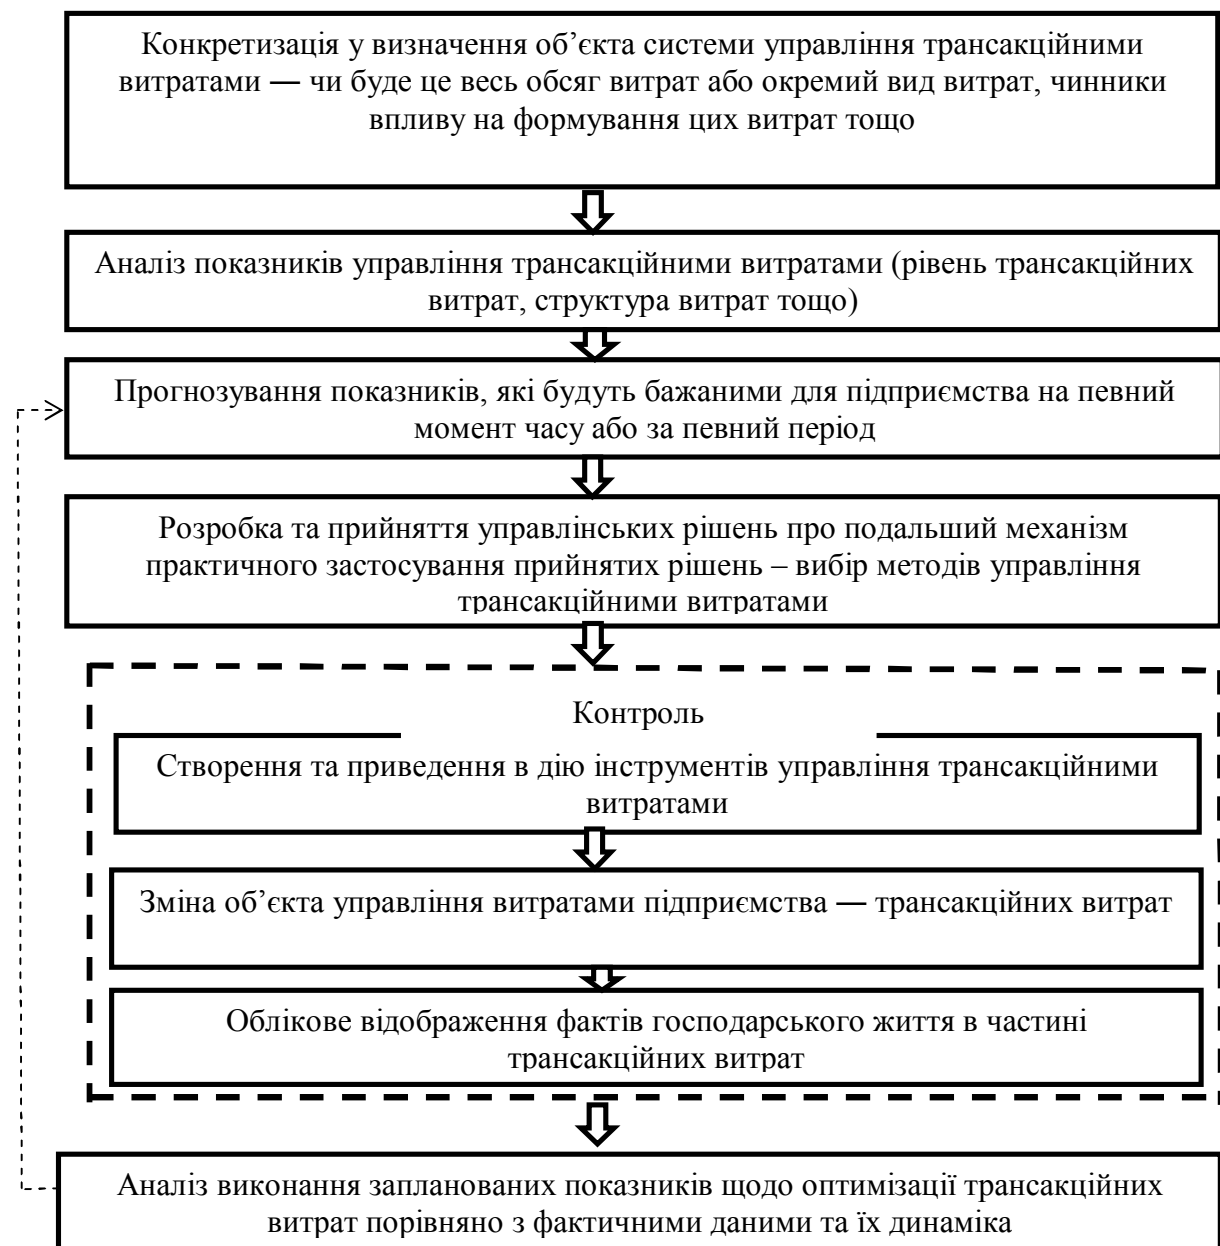 Конкретизація у визначення об’єкта системи управління трансакційними
витратами — чи буде це весь обсяг витрат або окремий вид витрат, чинники
впливу на формування цих витрат тощо
Аналіз показників управління трансакційними витратами (рівень трансакційних
витрат, структура витрат тощо)
Прогнозування показників, які будуть бажаними для підприємства на певний
момент часу або за певний період
Розробка та прийняття управлінських рішень про подальший механізм
практичного застосування прийнятих рішень – вибір методів управління
трансакційними витратами
Контроль
Створення та приведення в дію інструментів управління трансакційними
витратами
Зміна об’єкта управління витратами підприємства — трансакційних витрат
Облікове відображення фактів господарського життя в частині
трансакційних витрат
Аналіз виконання запланованих показників щодо оптимізації трансакційних
витрат порівняно з фактичними даними та їх динаміка